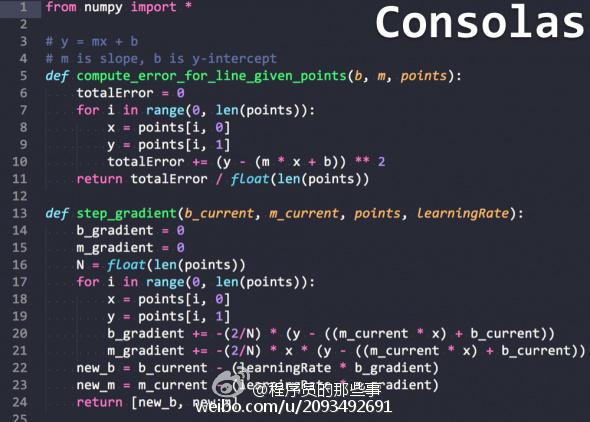 Consolas
1 from numpy import *
2
3 # y = mx + b
4 # m is slope, b is y-intercept
5 def compute_error_for_line_given_points(b, m, points):
6     totalError = 0
7     for i in range(0, len(points)):
8         x = points[i, 0]
9         y = points[i, 1]
10         totalError += (y - (m * x + b)) ** 2
11     return totalError / float(len(points))
12
13 def step_gradient(b_current, m_current, points, learningRate):
14     b_gradient = 0
15     m_gradient = 0
16     N = float(len(points))
17     for i in range(0, len(points)):
18         x = points[i, 0]
19         y = points[i, 1]
20         b_gradient += -(2/N) * (y - ((m_current * x) + b_current))
21         m_gradient += -(2/N) * x * (y - ((m_current * x) + b_current))
22     new_b = b_current - (learningRate * b_gradient)
23     new_m = m_current - (learningRate * m_gradient)
@程序员的那些事
24     return [new_b, new_m]
weibo.com/u/2093492691
25